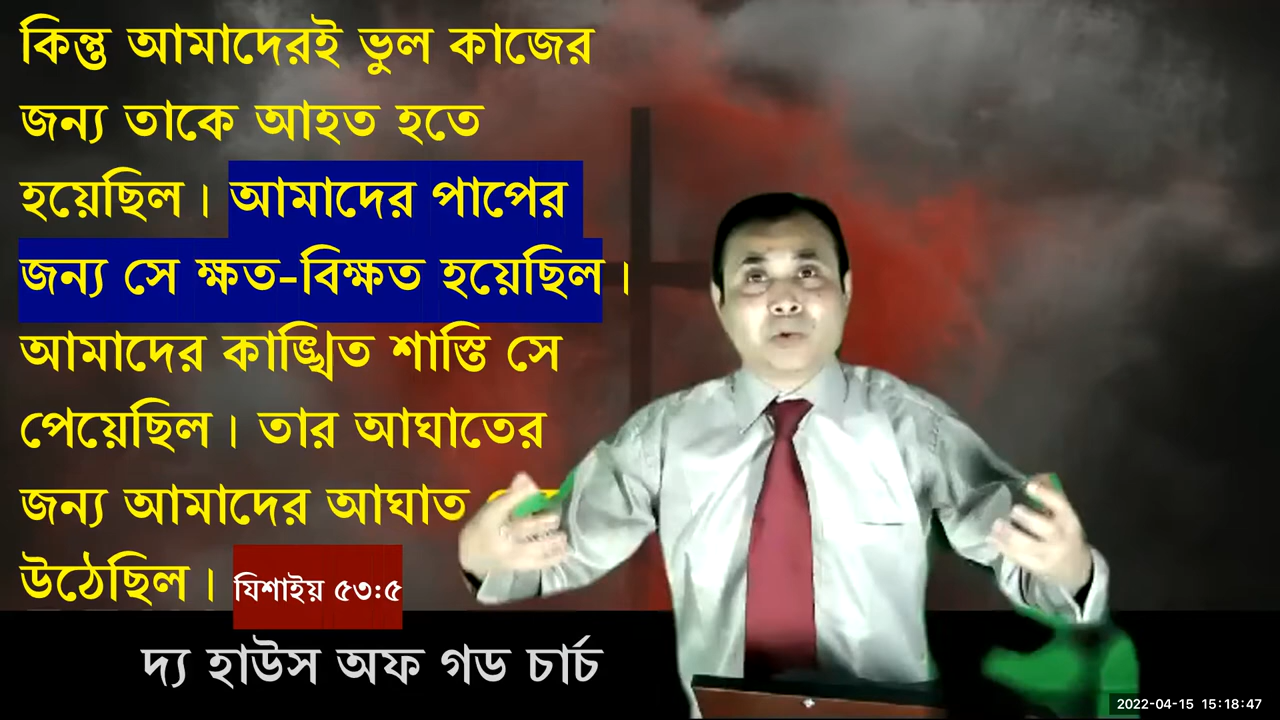 কিন্তু আমাদেরই ভুল কাজের
জন্য তাকে আহত হতে
হয়েছিল। আমাদের পাপের
জন্য সে ক্ষত-বিক্ষত হয়েছিল।
আমাদের কাঙ্খিত শাস্তি সে
পেয়েছিল। তার আঘাতের
জন্য আমাদের আঘাত
উঠেছিল। যিশাইয় ৫৩:৫
দ্য হাউস অফ গড চার্চ
2022-04-15 15:18:47